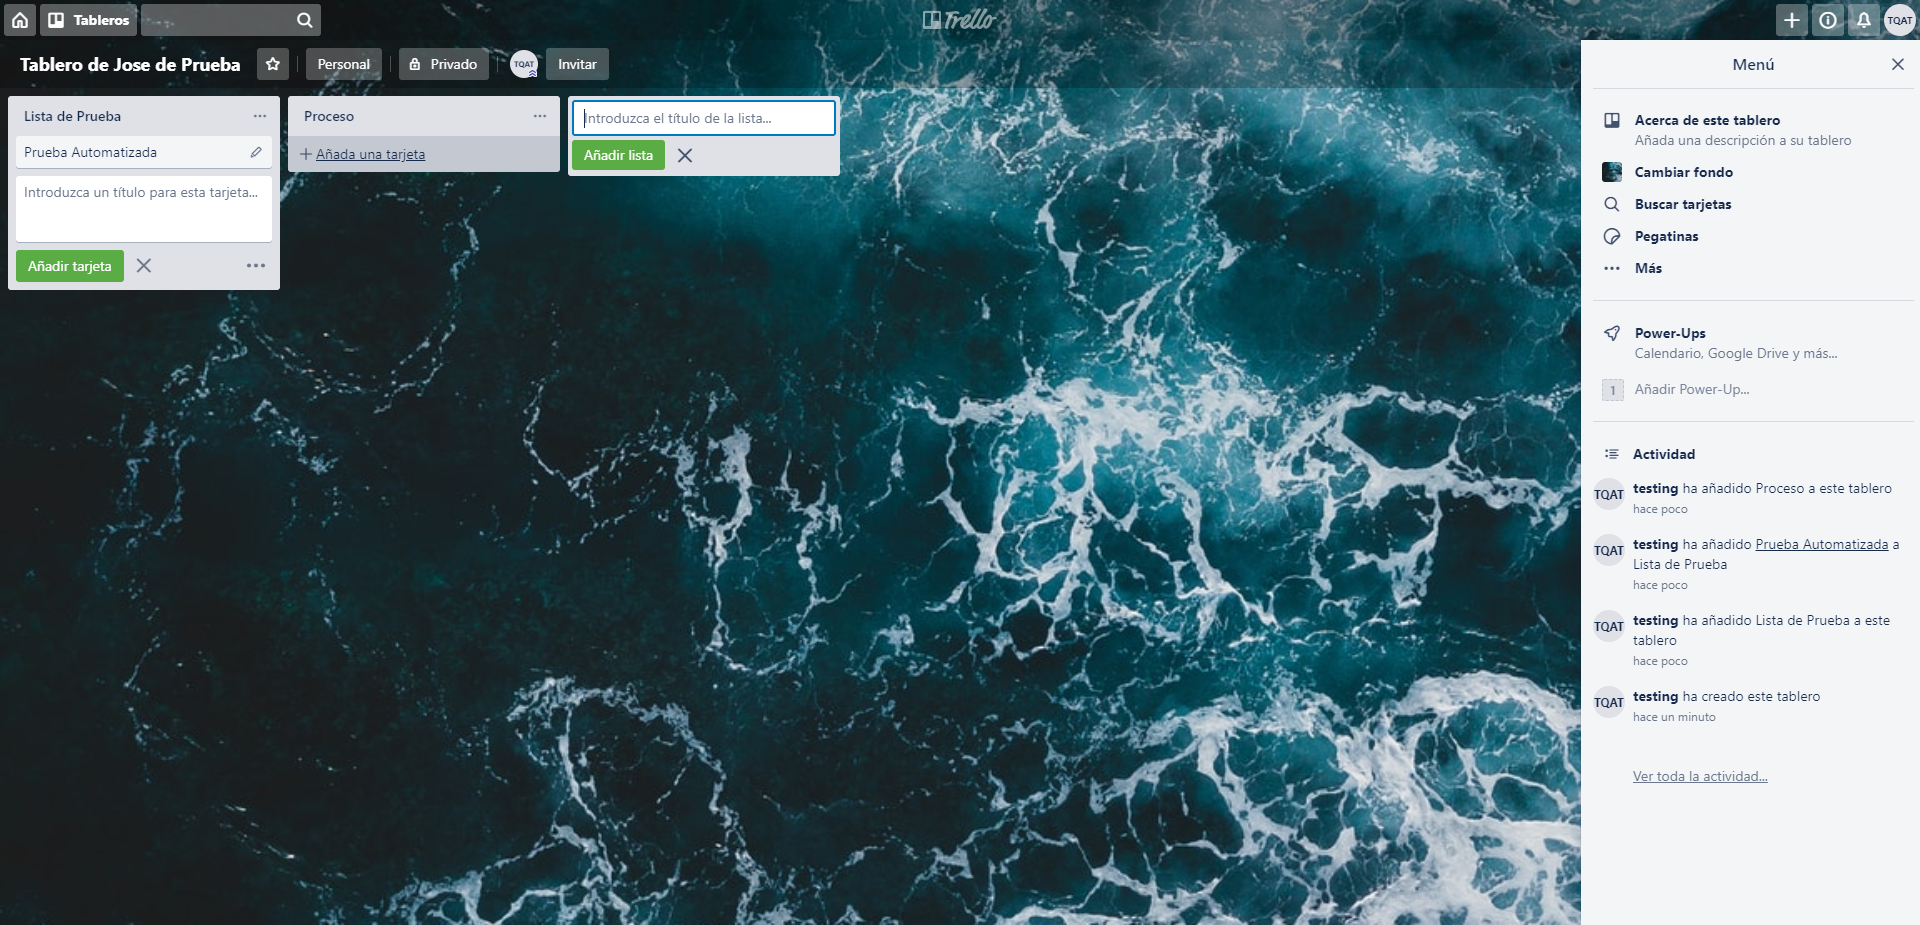 Tableros
Trello
TQAT
Tablero de Jose de Prueba
Personal
Privado
TQAT
Invitar
Lista de Prueba
Prueba Automatizada
Introduzca un título para esta tarjeta...
Añadir tarjeta
Proceso
Añada una tarjeta
Introduzca el título de la lista...
Añadir lista
Menú
Acerca de este tablero
Añada una descripción a su tablero
Cambiar fondo
Buscar tarjetas
Pegatinas
Más
Power-Ups
Calendario, Google Drive y más...
1 Añadir Power-Up...
Actividad
TQAT testing ha añadido Proceso a este tablero
hace poco
TQAT testing ha añadido Prueba Automatizada a
Lista de Prueba
hace poco
TQAT testing ha añadido Lista de Prueba a este
tablero
hace poco
TQAT testing ha creado este tablero
hace un minuto
Ver toda la actividad...